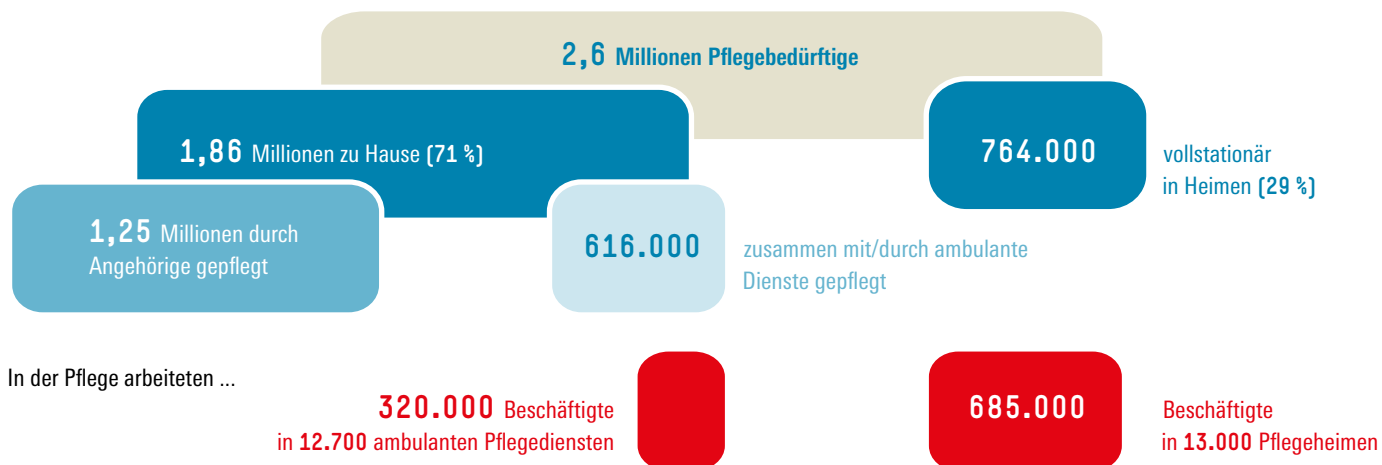 2,6 Millionen Pflegebedürftige
1,86 Millionen zu Hause (71 %)
764.000
vollstationär
in Heimen (29 %)
1,25 Millionen durch
Angehörige gepflegt
616.000
zusammen mit/durch ambulante
Dienste gepflegt
In der Pflege arbeiteten ...
320.000 Beschäftigte
in 12.700 ambulanten Pflegediensten
685.000
Beschäftigte
in 13.000 Pflegeheimen